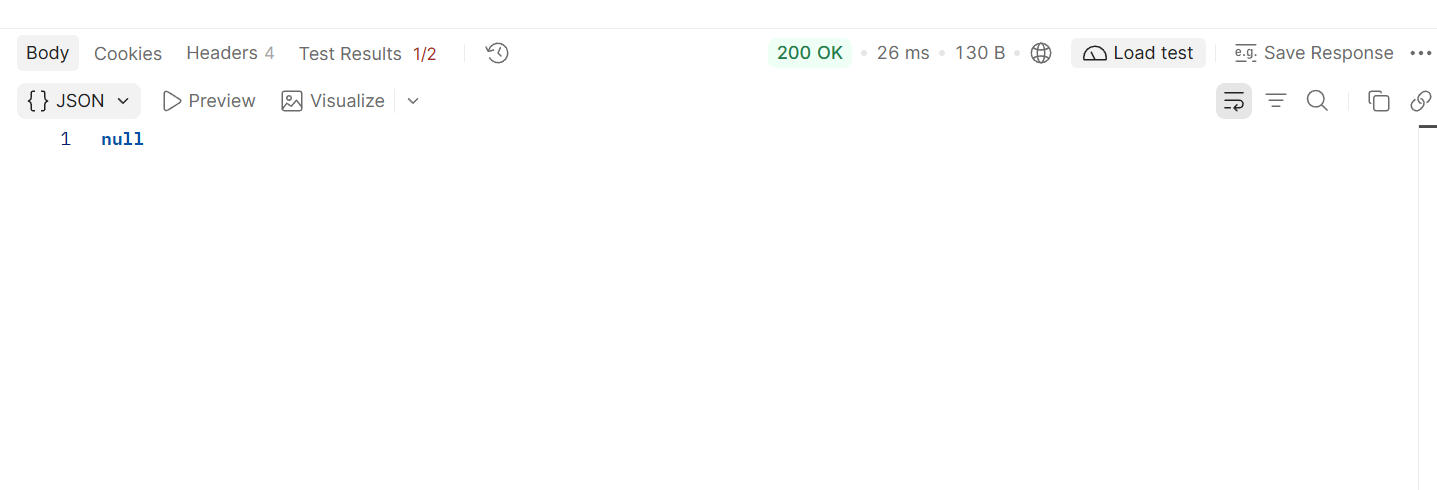 Body Cookies Headers 4 Test Results 1/2 200 OK 26 ms 130 B Load test e.g. Save Response
{} JSON Preview Visualize
1 null